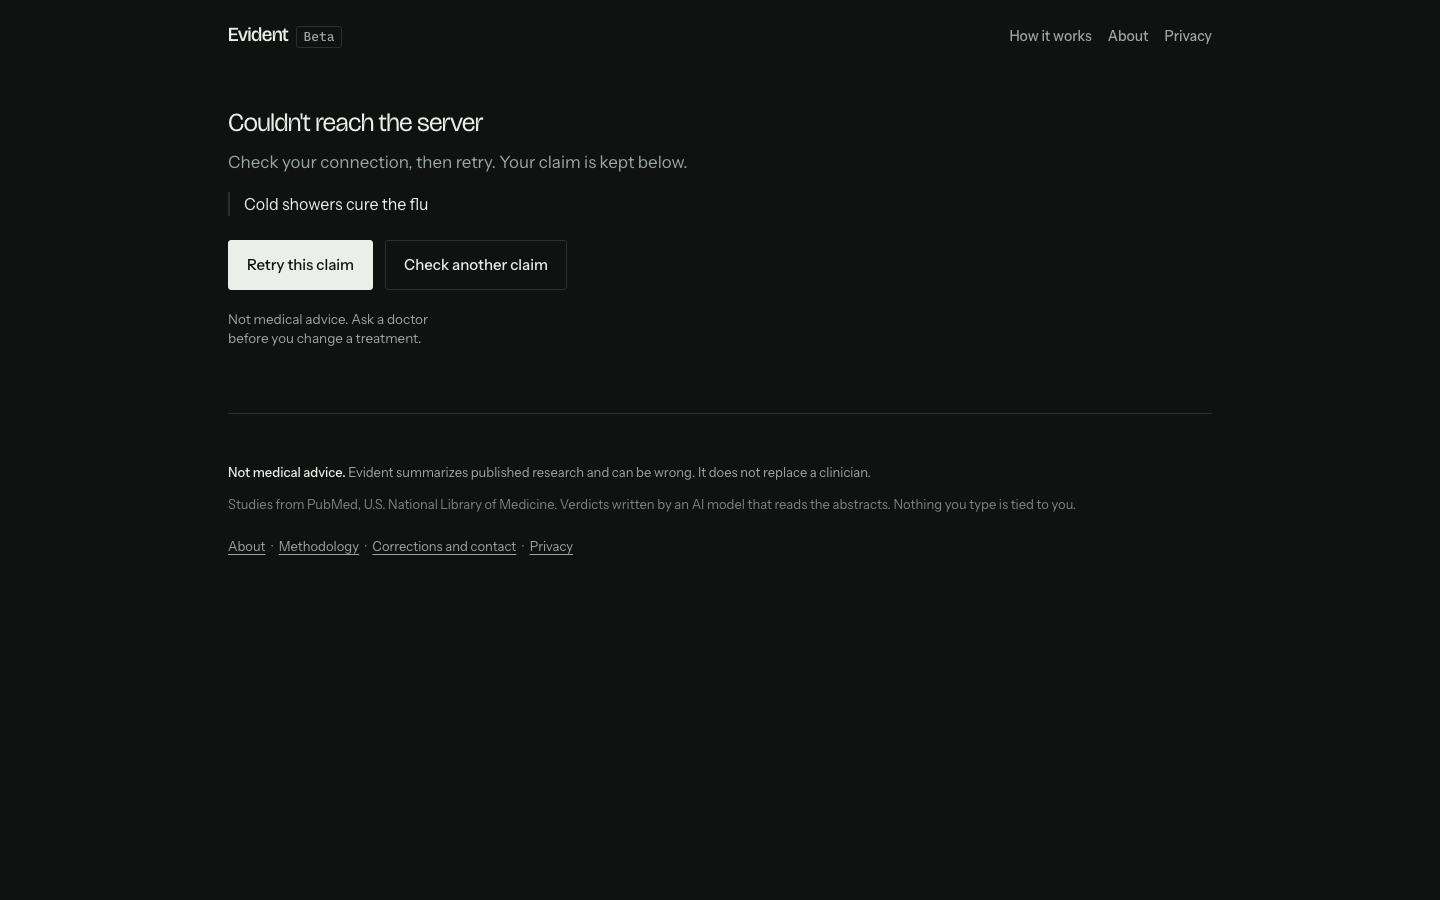 Evident Beta How it works About Privacy
Couldn't reach the server
Check your connection, then retry. Your claim is kept below.
Cold showers cure the flu
Retry this claim Check another claim
Not medical advice. Ask a doctor
before you change a treatment.
Not medical advice. Evident summarizes published research and can be wrong. It does not replace a clinician.
Studies from PubMed, U.S. National Library of Medicine. Verdicts written by an AI model that reads the abstracts. Nothing you type is tied to you.
About · Methodology · Corrections and contact · Privacy